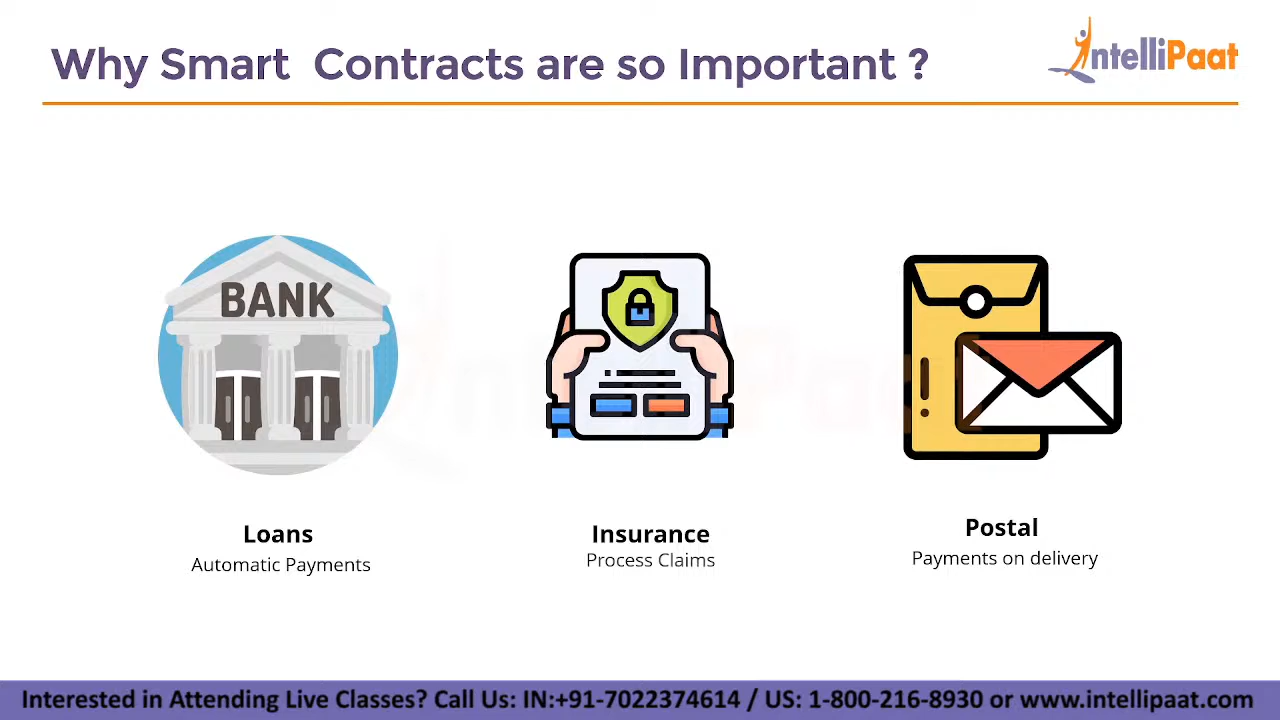 Why Smart Contracts are so Important ?
IntelliPaat
BANK
Loans
Automatic Payments
Insurance
Process Claims
Postal
Payments on delivery
Interested in Attending Live Classes? Call Us: IN:+91-7022374614 / US: 1-800-216-8930 or www.intellipaat.com